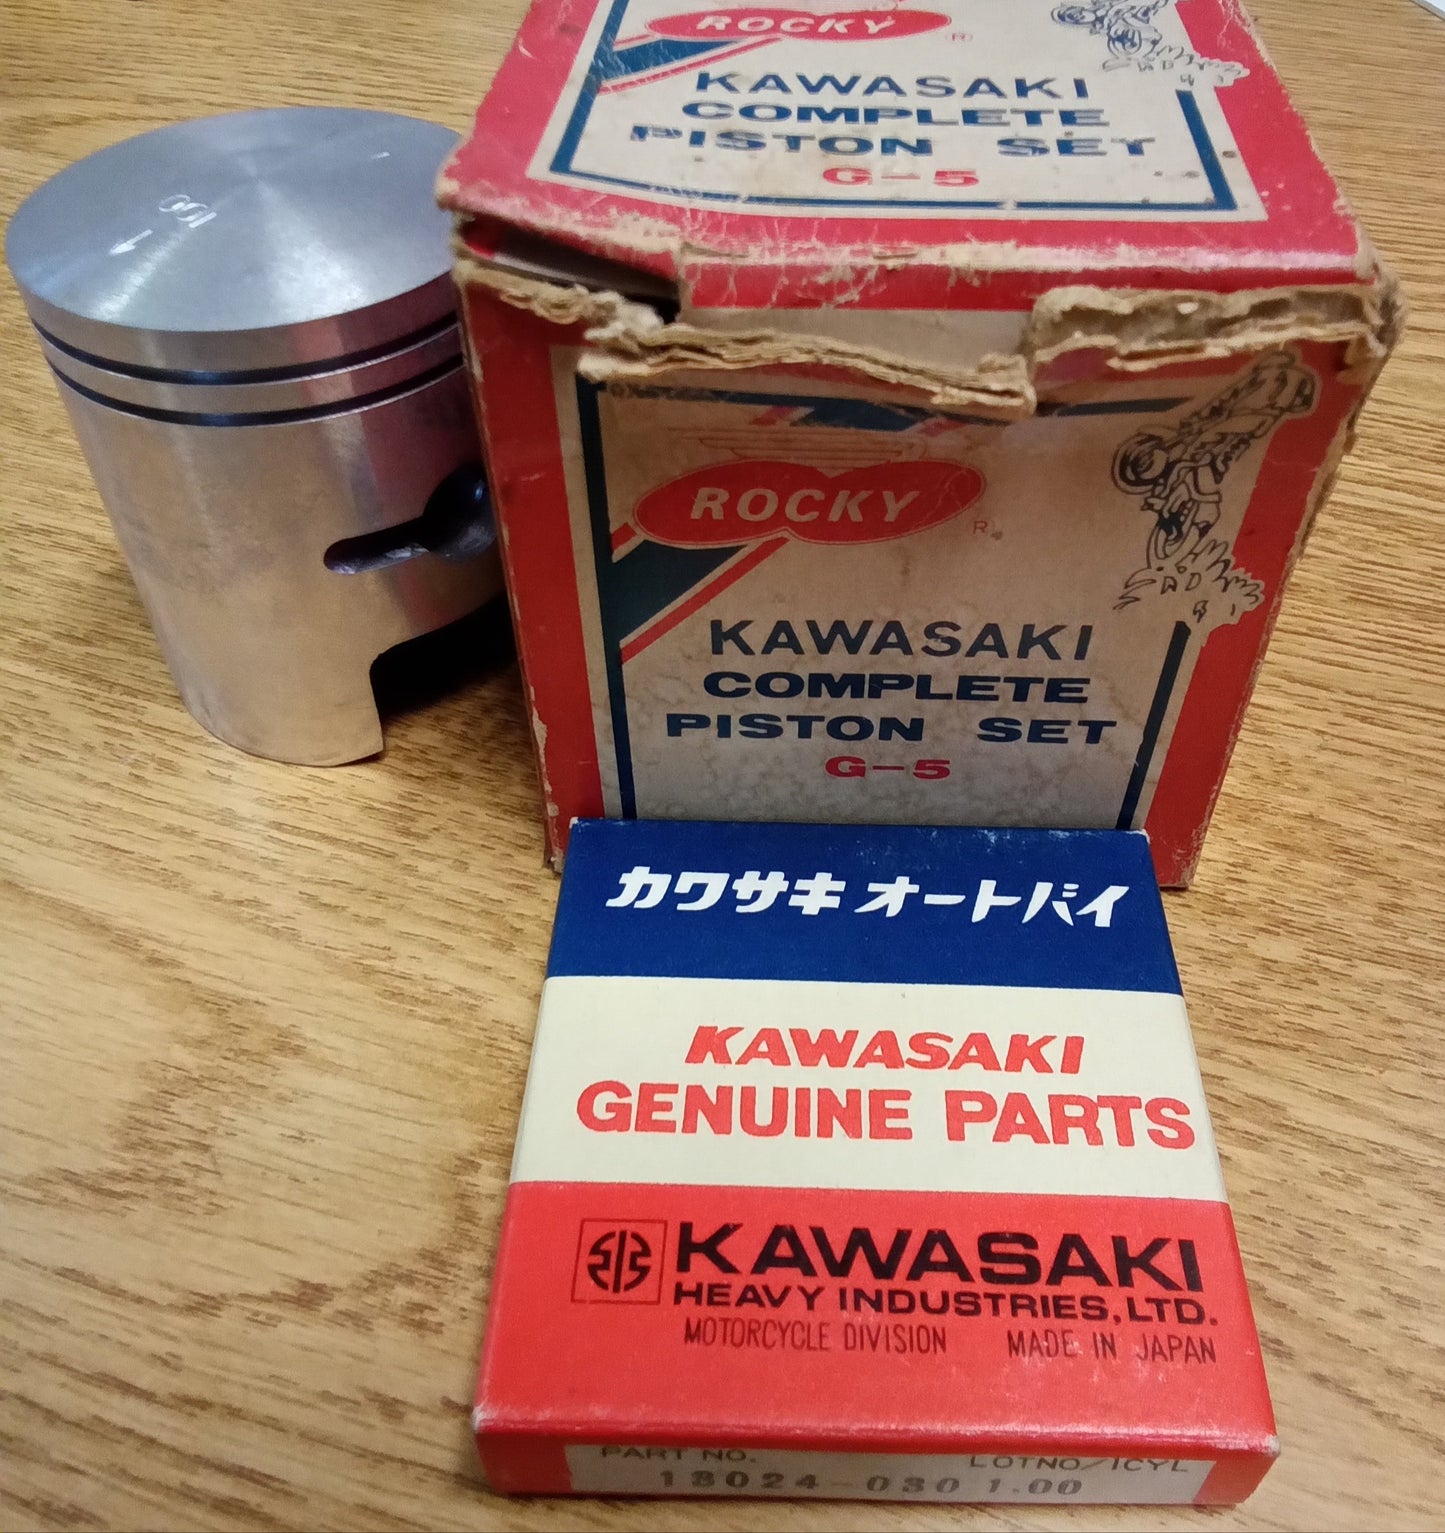 ROCKY
R
KAWASAKI
COMPLETE
PISTON SET
G-5
ROCKY
R
KAWASAKI
COMPLETE
PISTON SET
G-5
カワサキ オートバイ
KAWASAKI
GENUINE PARTS
KAWASAKI
HEAVY INDUSTRIES, LTD.
MOTORCYCLE DIVISION MADE IN JAPAN
PART NO. LOTNO/1CYL
13024-030 1.00